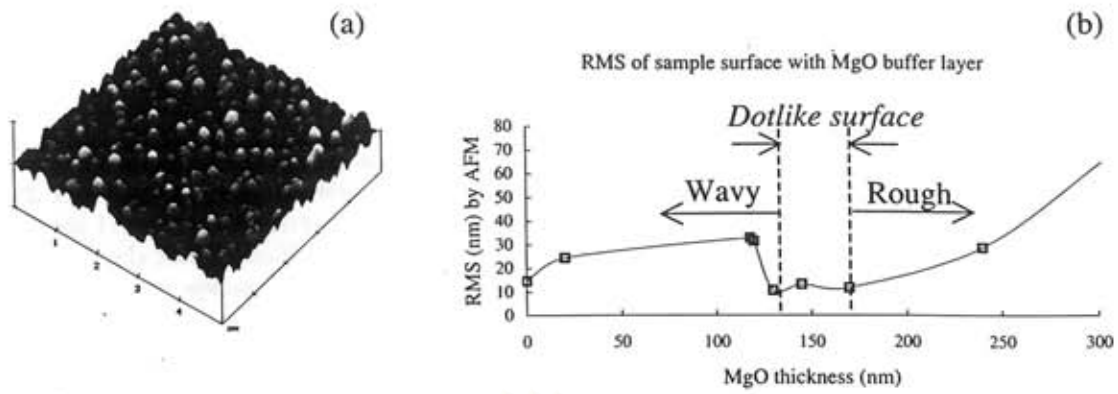 (a)
1
2
3
4
(b)
RMS of sample surface with MgO buffer layer
Dotlike surface
Wavy
Rough
RMS (nm) by AFM
80
70
60
50
40
30
20
10
0
0 50 100 150 200 250 300
MgO thickness (nm)